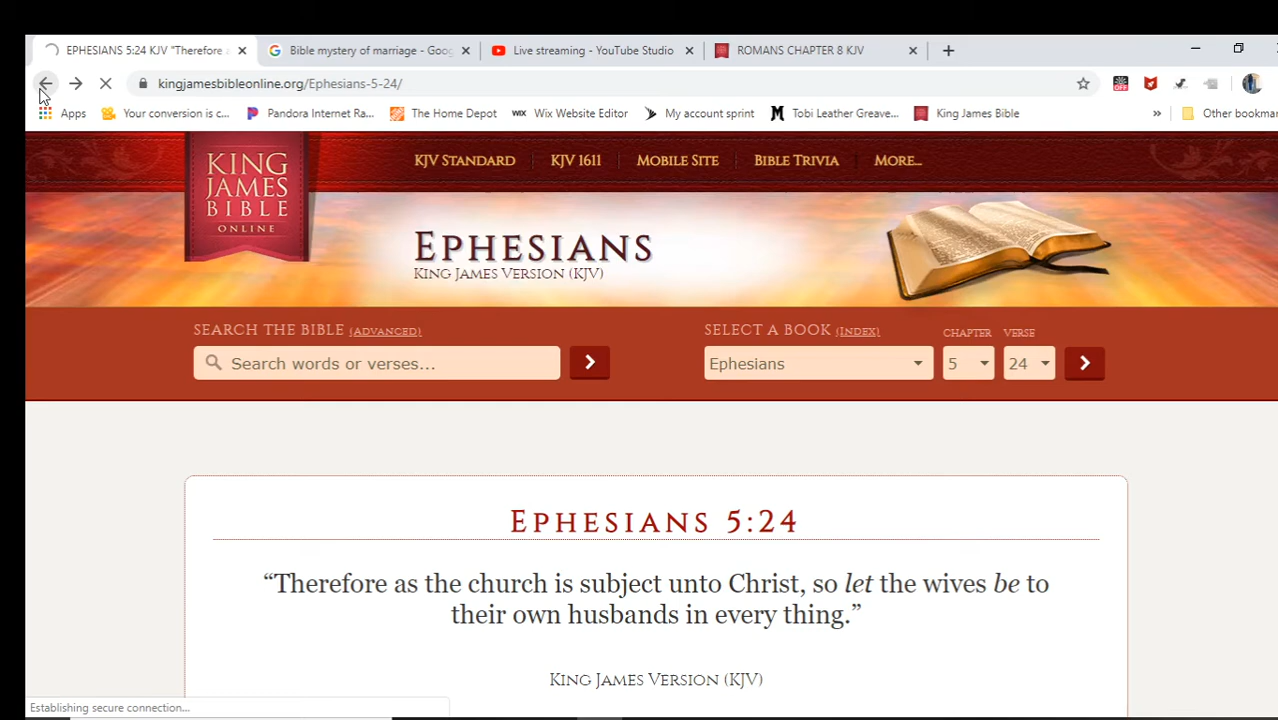 EPHESIANS 5:24 KJV "Therefore a
Bible mystery of marriage - Goog
Live streaming - YouTube Studio
ROMANS CHAPTER 8 KJV
kingjamesbibleonline.org/Ephesians-5-24/
OFF
Apps
Your conversion is c...
Pandora Internet Ra...
The Home Depot
WIX Wix Website Editor
My account sprint
Tobi Leather Greave...
King James Bible
»
Other bookmar
KING
JAMES
BIBLE
ONLINE
KJV STANDARD
KJV 1611
MOBILE SITE
BIBLE TRIVIA
MORE...
EPHESIANS
KING JAMES VERSION (KJV)
SEARCH THE BIBLE (ADVANCED)
SELECT A BOOK (INDEX)
CHAPTER
VERSE
Search words or verses...
Ephesians
5
24
EPHESIANS 5:24
“Therefore as the church is subject unto Christ, so let the wives be to
their own husbands in every thing.”
KING JAMES VERSION (KJV)
Establishing secure connection...